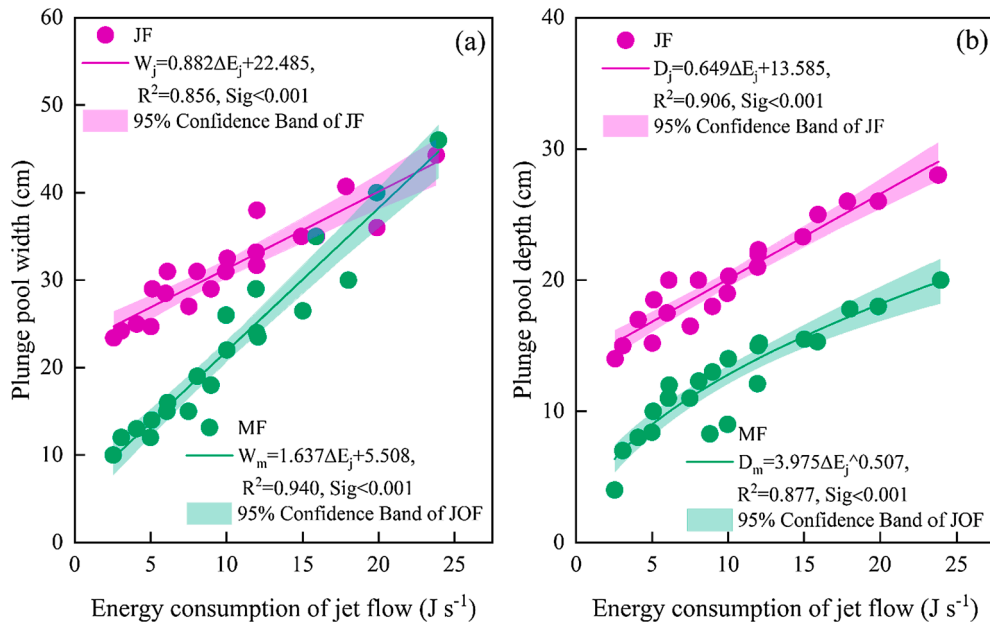 (a)
JF
W_j=0.882ΔE_j+22.485,
R²=0.856, Sig<0.001
95% Confidence Band of JF
MF
W_m=1.637ΔE_j+5.508,
R²=0.940, Sig<0.001
95% Confidence Band of JOF
Plunge pool width (cm)
60
50
40
30
20
10
0
0 5 10 15 20 25
Energy consumption of jet flow (J s⁻¹)
(b)
JF
D_j=0.649ΔE_j+13.585,
R²=0.906, Sig<0.001
95% Confidence Band of JF
MF
D_m=3.975ΔE_j^0.507,
R²=0.877, Sig<0.001
95% Confidence Band of JOF
Plunge pool depth (cm)
40
30
20
10
0
0 5 10 15 20 25
Energy consumption of jet flow (J s⁻¹)